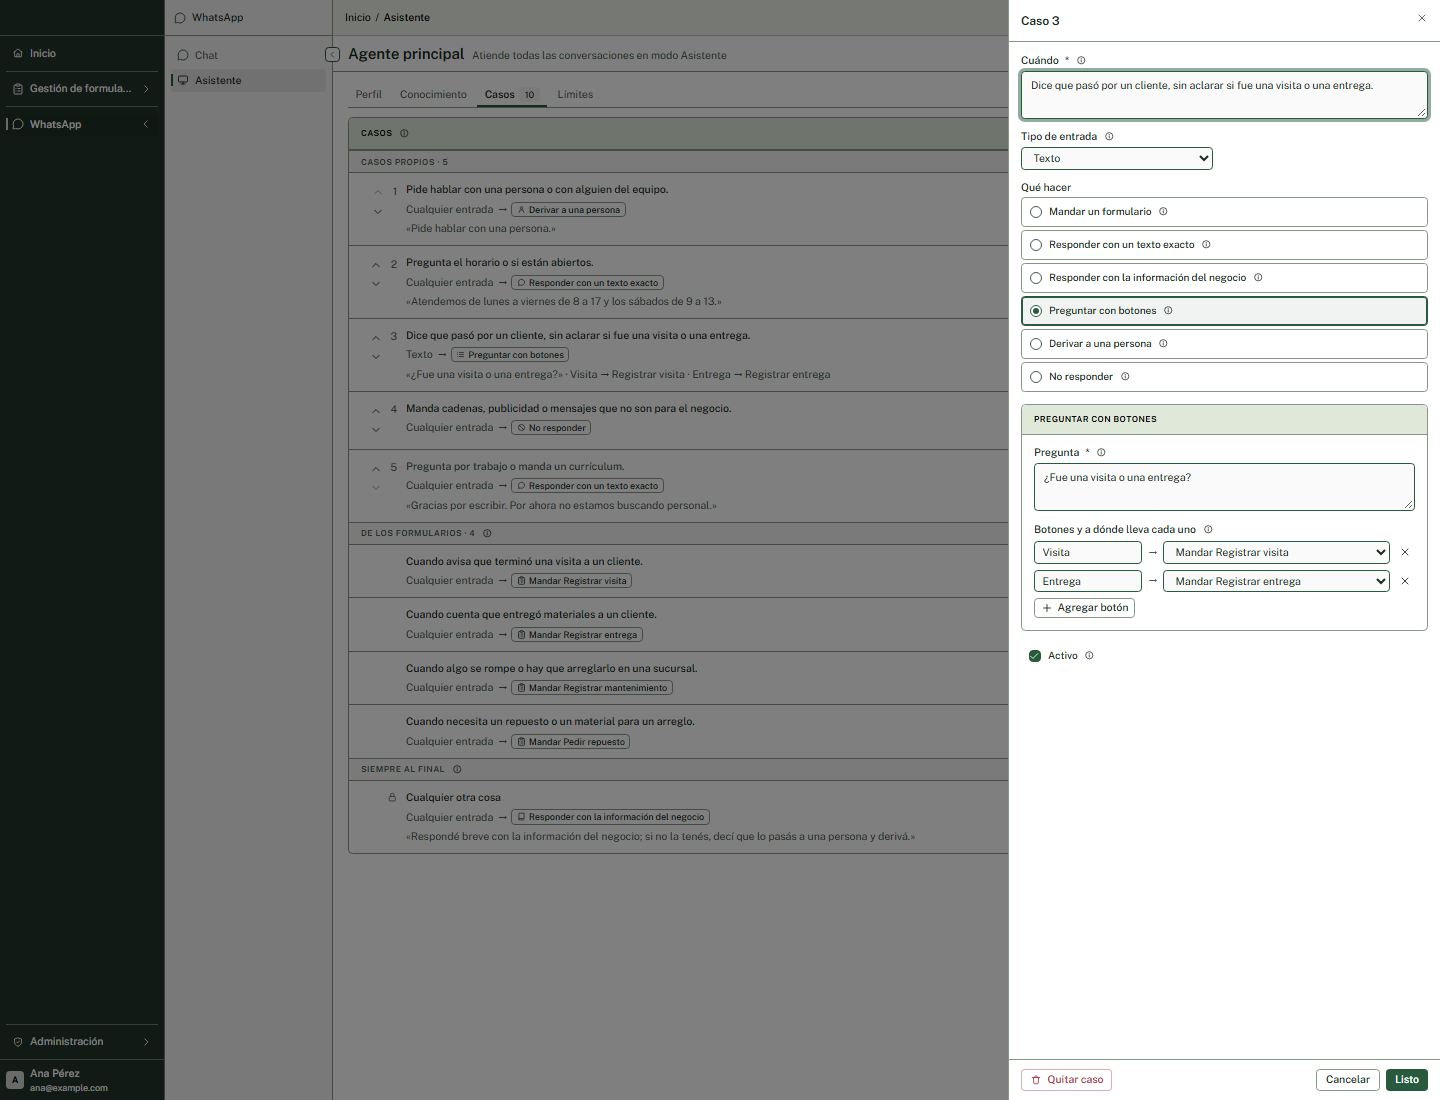 Inicio
Gestión de formula...
WhatsApp
Administración
A
Ana Pérez
ana@example.com
WhatsApp
Chat
Asistente
Inicio / Asistente
Agente principal Atiende todas las conversaciones en modo Asistente
Perfil Conocimiento Casos 10 Límites
CASOS
CASOS PROPIOS · 5
1 Pide hablar con una persona o con alguien del equipo.
Cualquier entrada → Derivar a una persona
«Pide hablar con una persona.»
2 Pregunta el horario o si están abiertos.
Cualquier entrada → Responder con un texto exacto
«Atendemos de lunes a viernes de 8 a 17 y los sábados de 9 a 13.»
3 Dice que pasó por un cliente, sin aclarar si fue una visita o una entrega.
Texto → Preguntar con botones
«¿Fue una visita o una entrega?» · Visita → Registrar visita · Entrega → Registrar entrega
4 Manda cadenas, publicidad o mensajes que no son para el negocio.
Cualquier entrada → No responder
5 Pregunta por trabajo o manda un currículum.
Cualquier entrada → Responder con un texto exacto
«Gracias por escribir. Por ahora no estamos buscando personal.»
DE LOS FORMULARIOS · 4
Cuando avisa que terminó una visita a un cliente.
Cualquier entrada → Mandar Registrar visita
Cuando cuenta que entregó materiales a un cliente.
Cualquier entrada → Mandar Registrar entrega
Cuando algo se rompe o hay que arreglarlo en una sucursal.
Cualquier entrada → Mandar Registrar mantenimiento
Cuando necesita un repuesto o un material para un arreglo.
Cualquier entrada → Mandar Pedir repuesto
SIEMPRE AL FINAL
Cualquier otra cosa
Cualquier entrada → Responder con la información del negocio
«Respondé breve con la información del negocio; si no la tenés, decí que lo pasás a una persona y derivá.»
Caso 3
Cuándo *
Dice que pasó por un cliente, sin aclarar si fue una visita o una entrega.
Tipo de entrada
Texto
Qué hacer
Mandar un formulario
Responder con un texto exacto
Responder con la información del negocio
Preguntar con botones
Derivar a una persona
No responder
PREGUNTAR CON BOTONES
Pregunta *
¿Fue una visita o una entrega?
Botones y a dónde lleva cada uno
Visita → Mandar Registrar visita
Entrega → Mandar Registrar entrega
Agregar botón
Activo
Quitar caso Cancelar Listo